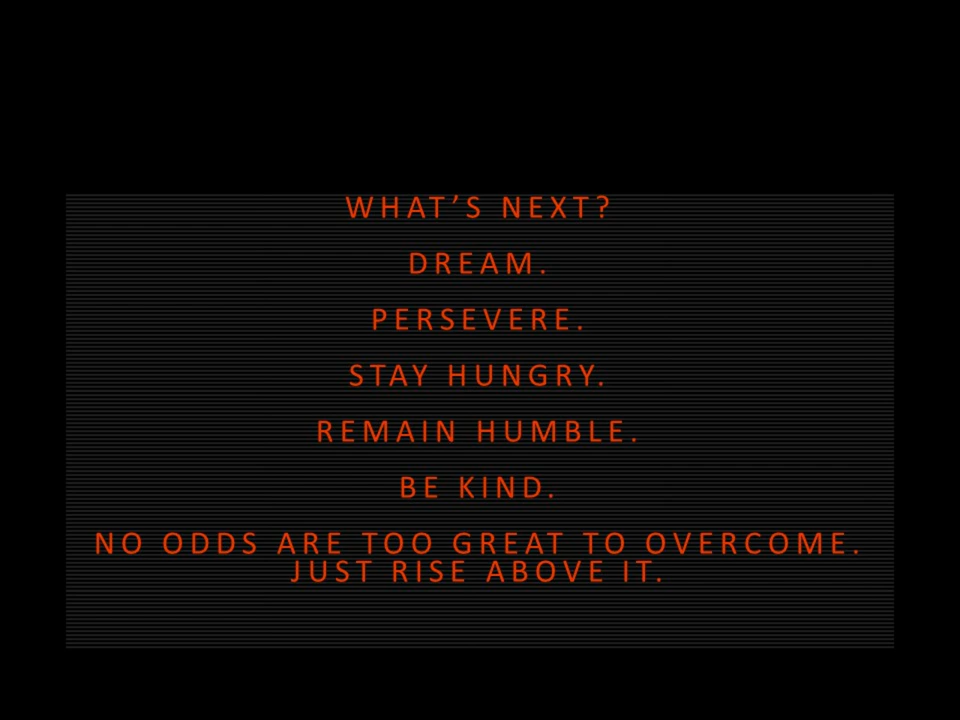 WHAT’S NEXT?
DREAM.
PERSEVERE.
STAY HUNGRY.
REMAIN HUMBLE.
BE KIND.
NO ODDS ARE TOO GREAT TO OVERCOME.
JUST RISE ABOVE IT.